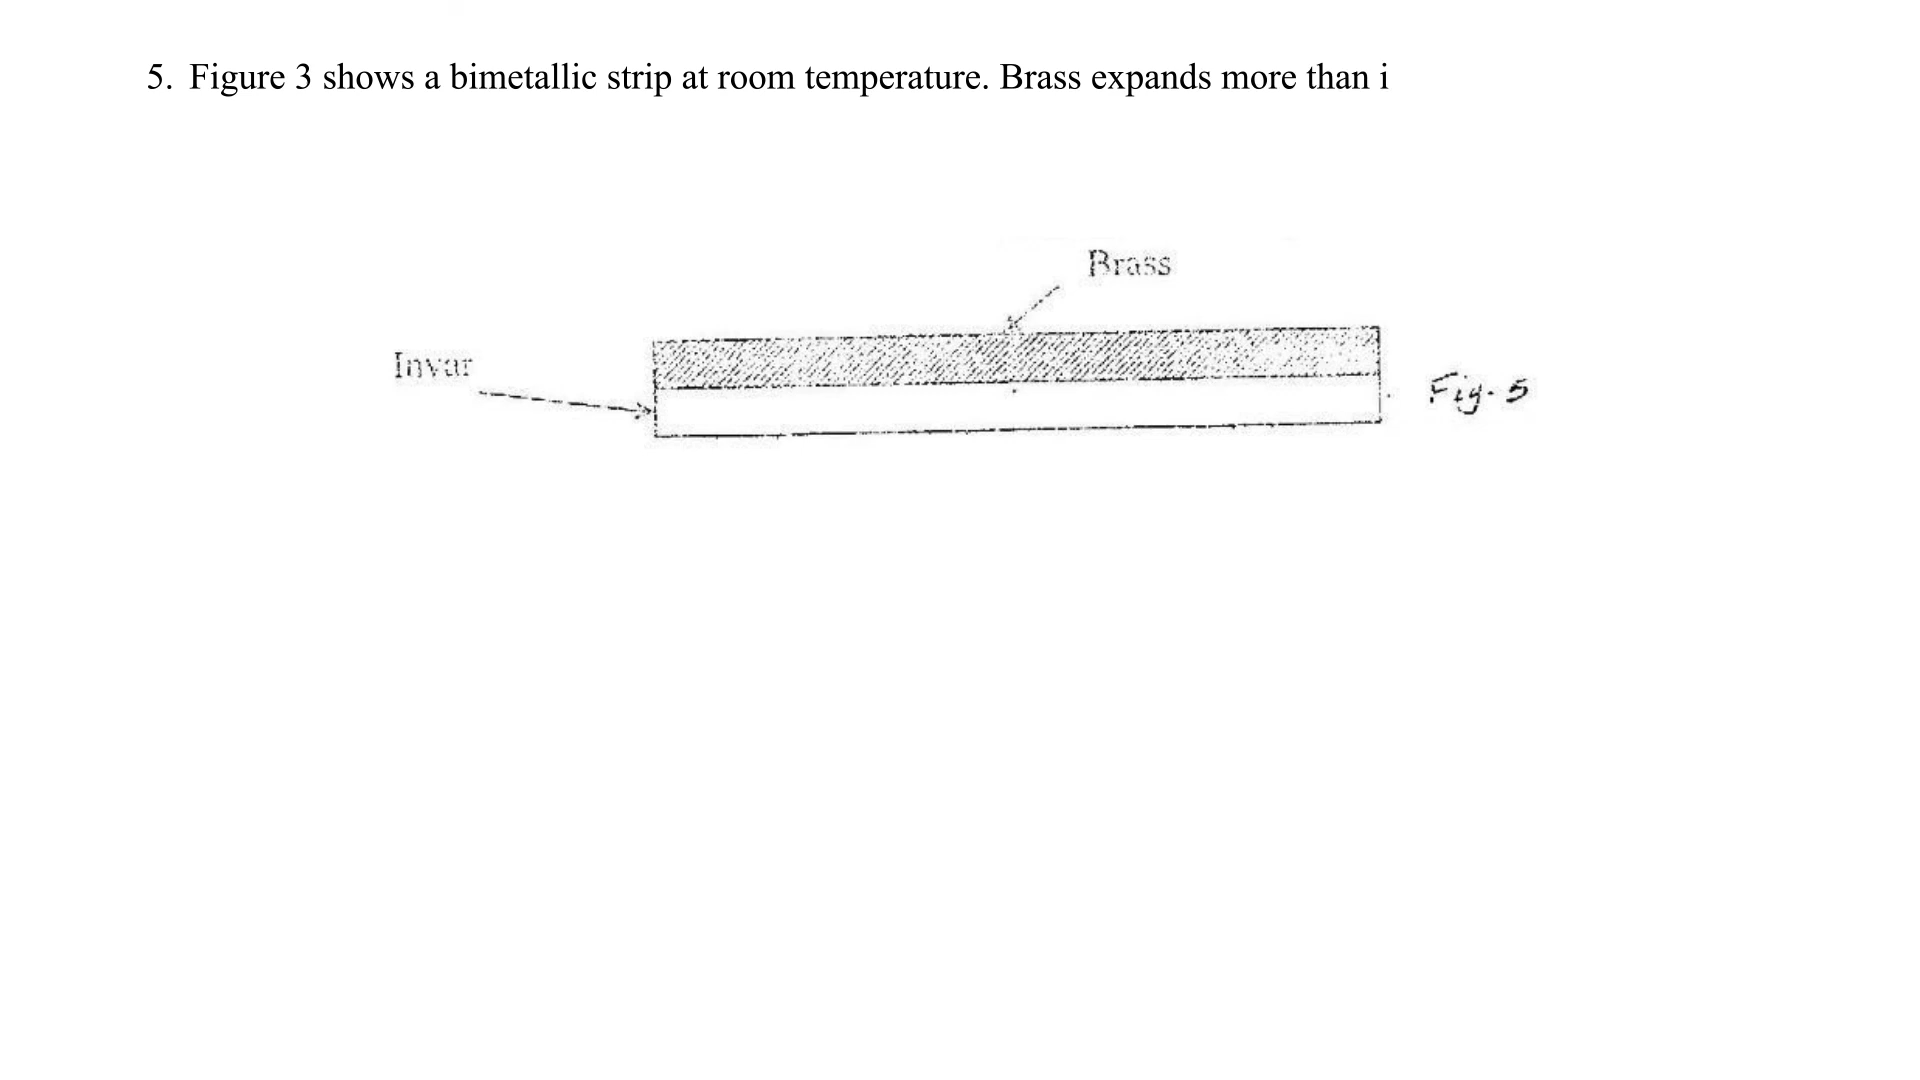 5. Figure 3 shows a bimetallic strip at room temperature. Brass expands more than i
Brass
Invar
Fig. 5